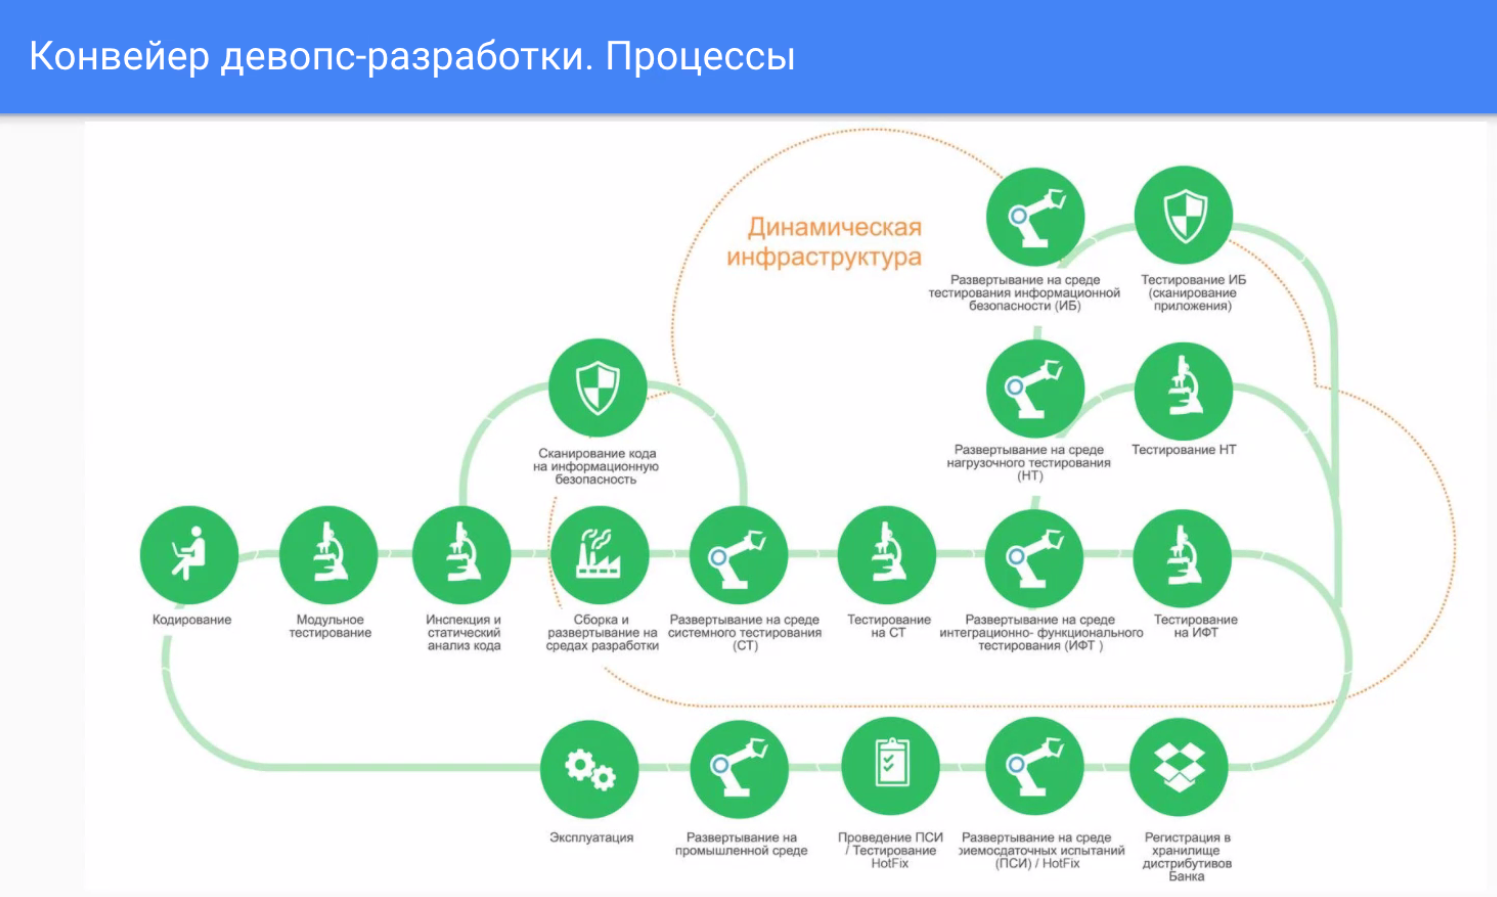 Конвейер девопс-разработки. Процессы
Динамическая
инфраструктура
Развертывание на среде
тестирования информационной
безопасности (ИБ)
Тестирование ИБ
(сканирование
приложения)
Сканирование кода
на информационную
безопасность
Развертывание на среде
нагрузочного тестирования
(НТ)
Тестирование НТ
Кодирование
Модульное
тестирование
Инспекция и
статический
анализ кода
Сборка и
развертывание на
средах разработки
Развертывание на среде
системного тестирования
(СТ)
Тестирование
на СТ
Развертывание на среде
интеграционно- функционального
тестирования (ИФТ )
Тестирование
на ИФТ
Эксплуатация
Развертывание на
промышленной среде
Проведение ПСИ
/ Тестирование
HotFix
Развертывание на среде
иемосдаточных испытаний
(ПСИ) / HotFix
Регистрация в
хранилище
дистрибутивов
Банка